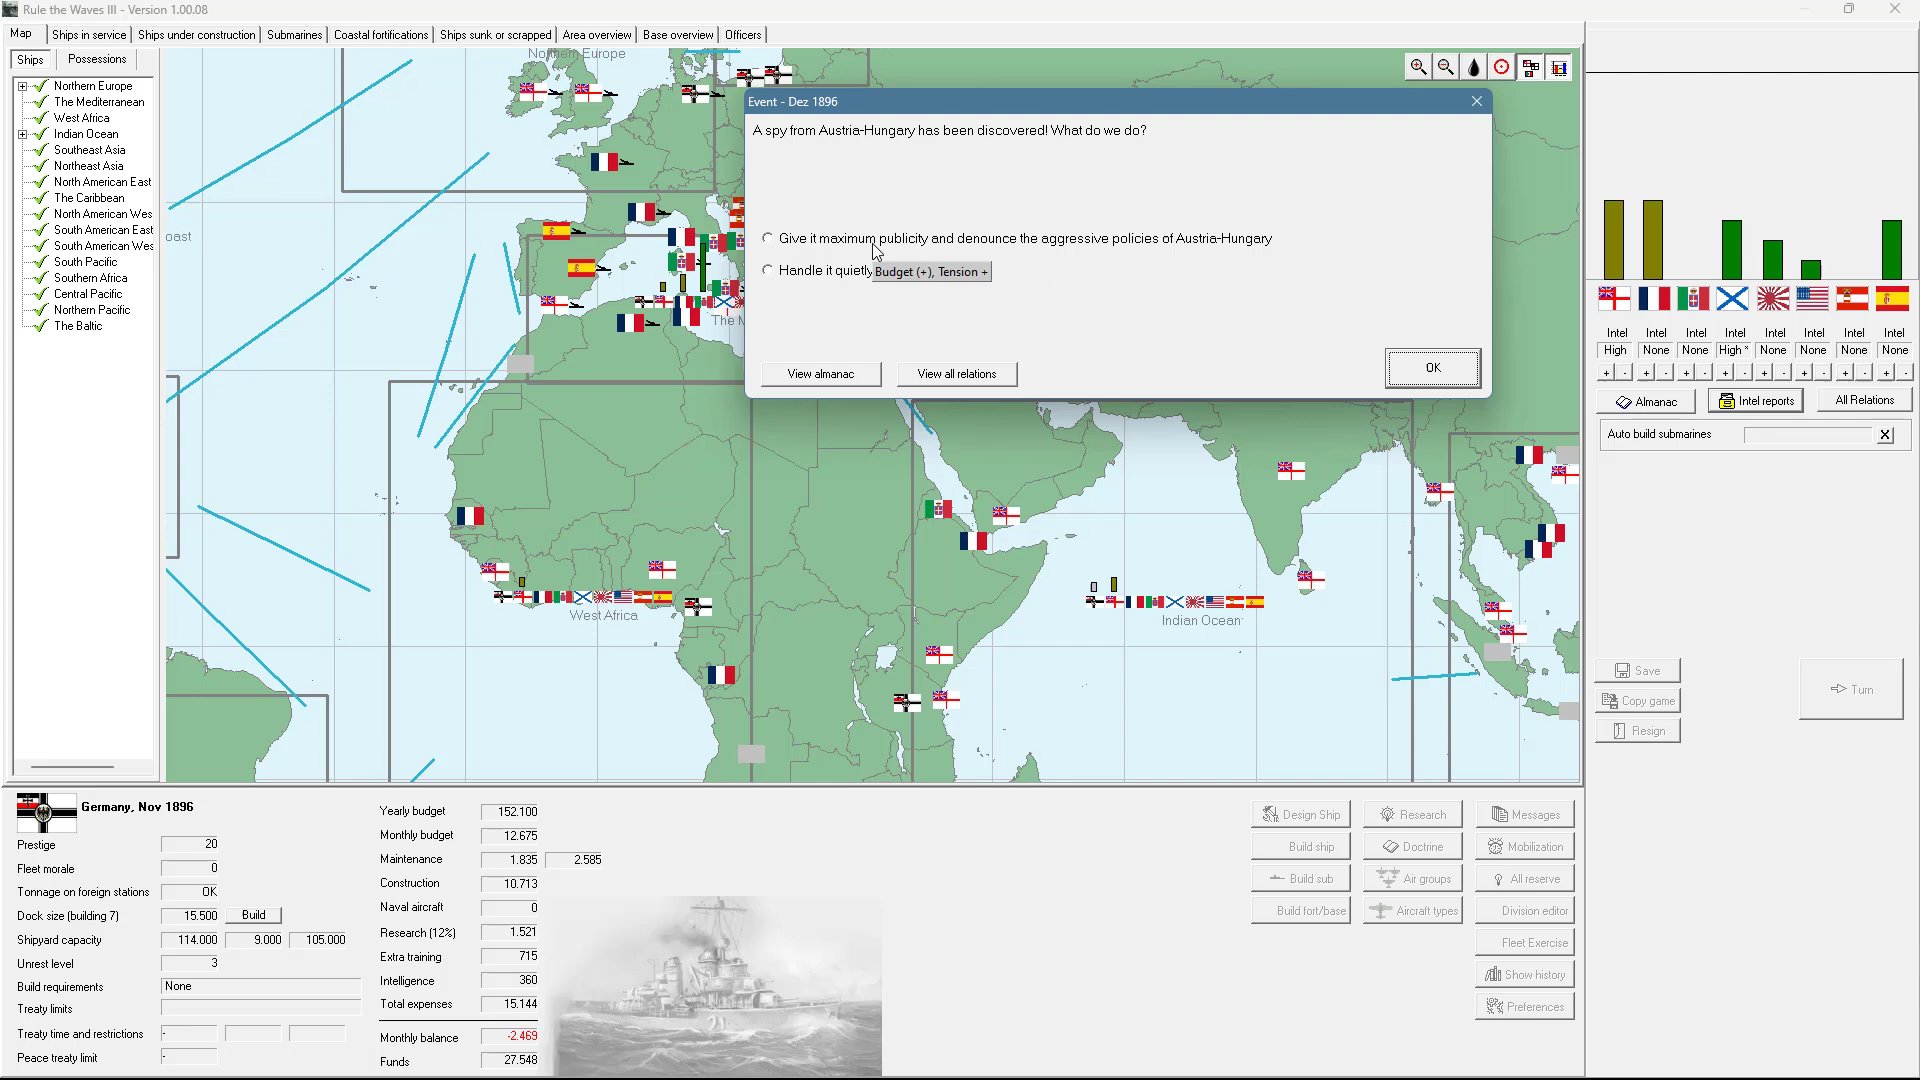 Rule the Waves III - Version 1.00.08
Map
Ships in service
Ships under construction
Submarines
Coastal fortifications
Ships sunk or scrapped
Area overview
Base overview
Officers
Ships
Possessions
Northern Europe
The Mediterranean
West Africa
Indian Ocean
Southeast Asia
Northeast Asia
North American East
The Caribbean
North American Wes
South American East
South American Wes
South Pacific
Southern Africa
Central Pacific
Northern Pacific
The Baltic
Northern Europe
oast
The M
West Africa
Indian Ocean
Event - Dez 1896
A spy from Austria-Hungary has been discovered! What do we do?
Give it maximum publicity and denounce the aggressive policies of Austria-Hungary
Handle it quietly
Budget (+), Tension +
View almanac
View all relations
OK
Intel Intel Intel Intel Intel Intel Intel Intel
High None None High * None None None None
+ - + - + - + - + - + - + - + -
Almanac
Intel reports
All Relations
Auto build submarines
X
Save
Copy game
Resign
Turn
Germany, Nov 1896
Prestige 20
Fleet morale 0
Tonnage on foreign stations OK
Dock size (building 7) 15.500 Build
Shipyard capacity 114.000 9.000 105.000
Unrest level 3
Build requirements None
Treaty limits
Treaty time and restrictions -
Peace treaty limit -
Yearly budget 152.100
Monthly budget 12.675
Maintenance 1.835 2.585
Construction 10.713
Naval aircraft 0
Research (12%) 1.521
Extra training 715
Intelligence 360
Total expenses 15.144
Monthly balance -2.469
Funds 27.548
Design Ship
Research
Messages
Build ship
Doctrine
Mobilization
Build sub
Air groups
All reserve
Build fort/base
Aircraft types
Division editor
Fleet Exercise
Show history
Preferences